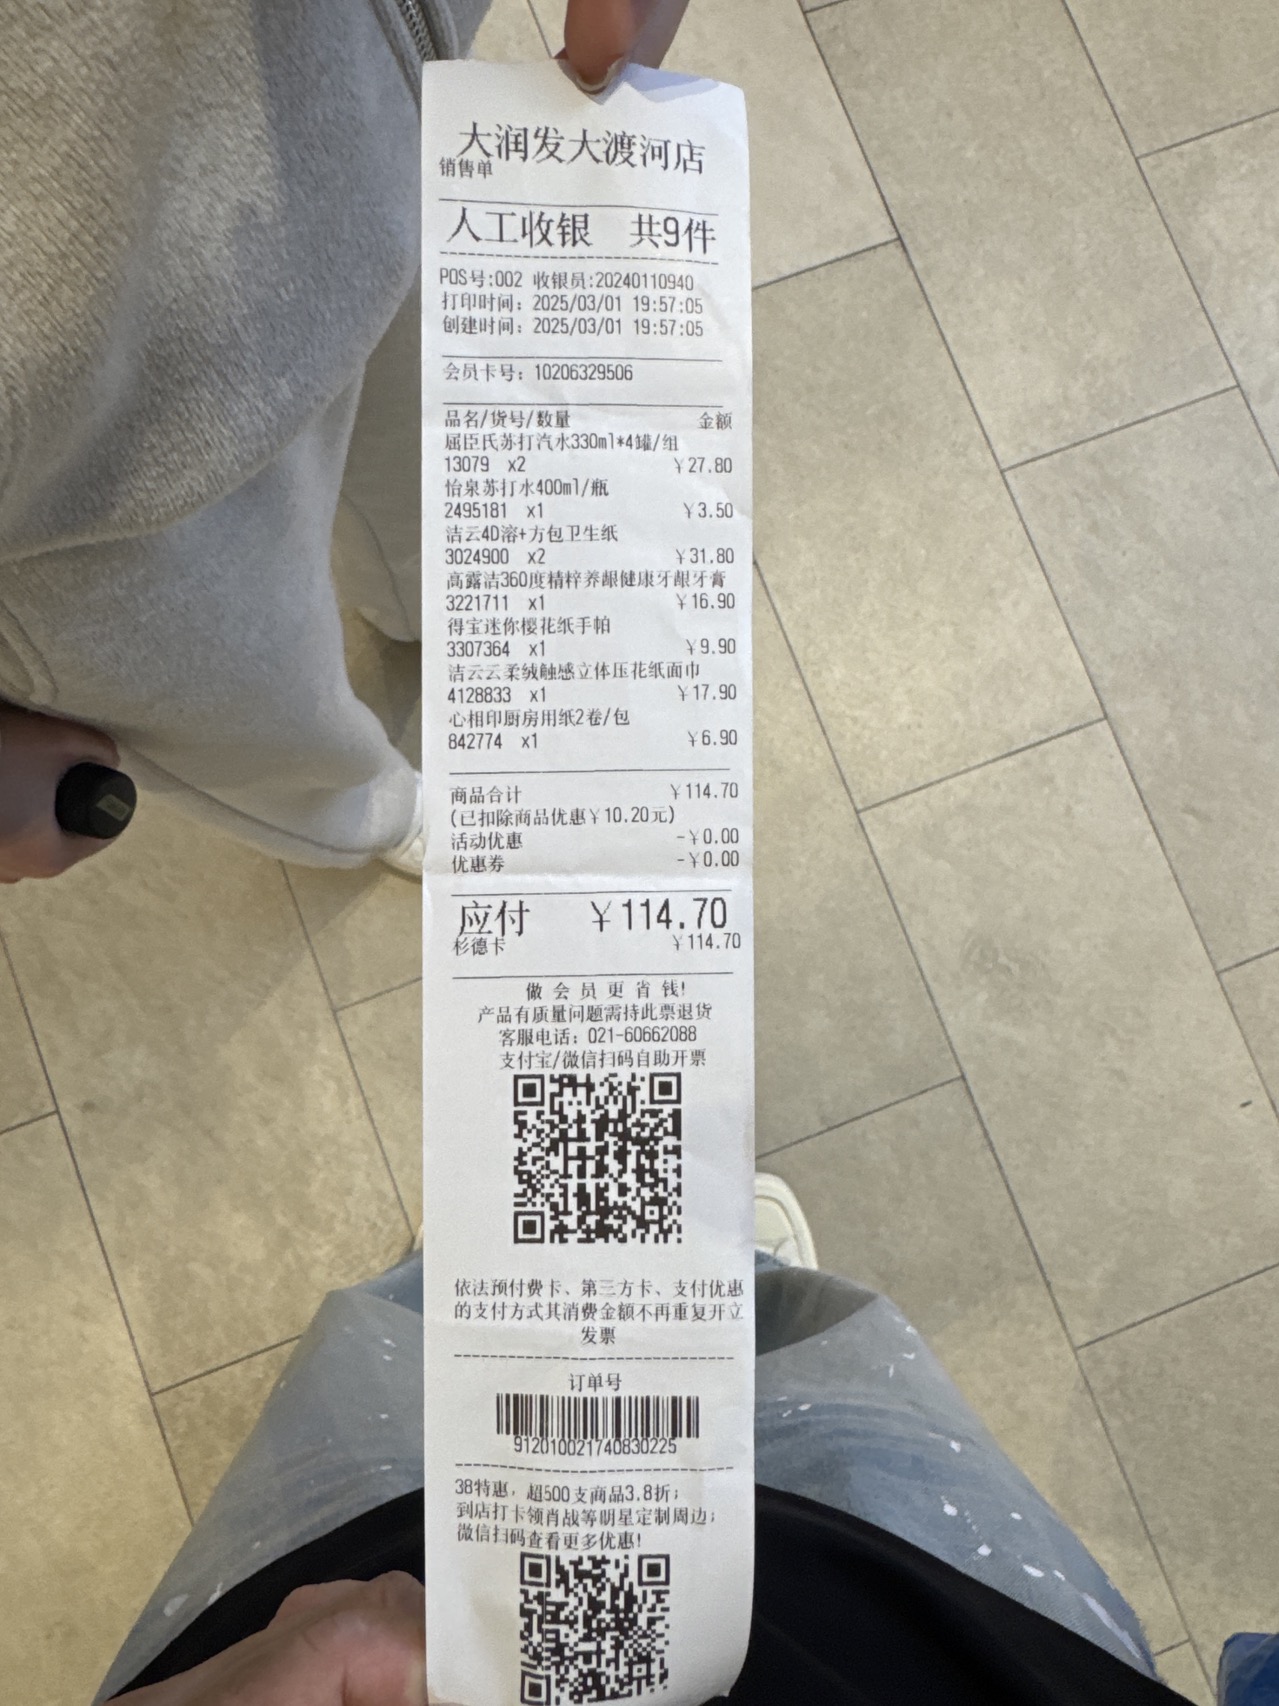 大润发大渡河店
销售单
人工收银 共9件
POS号:002 收银员:20240110940
打印时间: 2025/03/01 19:57:05
创建时间: 2025/03/01 19:57:05
会员卡号: 10206329506
品名/货号/数量 金额
屈臣氏苏打汽水330ml*4罐/组
13079 x2 ¥27.80
怡泉苏打水400ml/瓶
2495181 x1 ¥3.50
洁云4D溶+方包卫生纸
3024900 x2 ¥31.80
高露洁360度精粹养龈健康牙龈牙膏
3221711 x1 ¥16.90
得宝迷你樱花纸手帕
3307364 x1 ¥9.90
洁云云柔绒触感立体压花纸面巾
4128833 x1 ¥17.90
心相印厨房用纸2卷/包
842774 x1 ¥6.90
商品合计 ¥114.70
(已扣除商品优惠¥10.20元)
活动优惠 -¥0.00
优惠券 -¥0.00
应付 ¥114.70
杉德卡 ¥114.70
做 会 员 更 省 钱!
产品有质量问题需持此票退货
客服电话: 021-60662088
支付宝/微信扫码自助开票
依法预付费卡、第三方卡、支付优惠
的支付方式其消费金额不再重复开立
发票
订单号
912010021740830225
38特惠，超500支商品3.8折;
到店打卡领肖战等明星定制周边;
微信扫码查看更多优惠!